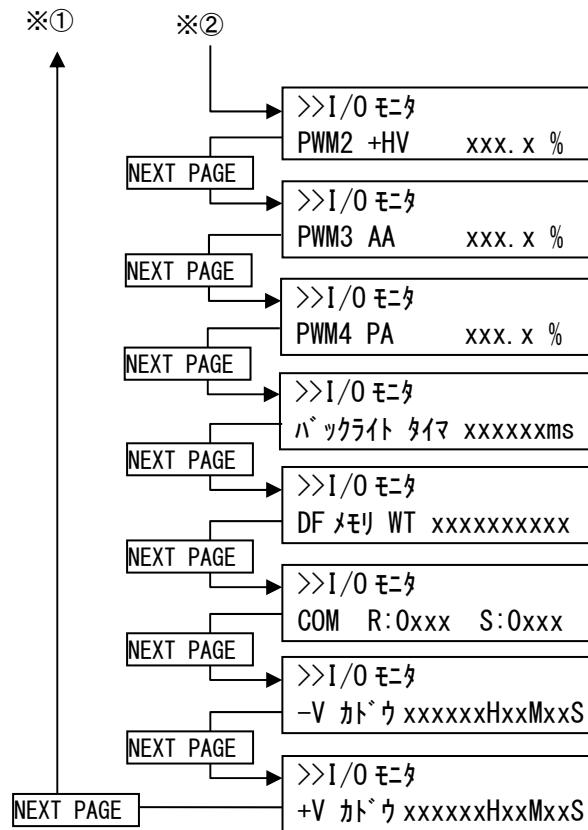 ※① ※②
>>I/O ﾓﾆﾀ
PWM2 +HV xxx.x %
NEXT PAGE
>>I/O ﾓﾆﾀ
PWM3 AA xxx.x %
NEXT PAGE
>>I/O ﾓﾆﾀ
PWM4 PA xxx.x %
NEXT PAGE
>>I/O ﾓﾆﾀ
ﾊﾞｯｸﾗｲﾄ ﾀｲﾏ xxxxxxms
NEXT PAGE
>>I/O ﾓﾆﾀ
DF ﾒﾓﾘ WT xxxxxxxxxx
NEXT PAGE
>>I/O ﾓﾆﾀ
COM R:0xxx S:0xxx
NEXT PAGE
>>I/O ﾓﾆﾀ
-V ｶﾄﾞｳ xxxxxxHxxMxxS
NEXT PAGE
>>I/O ﾓﾆﾀ
+V ｶﾄﾞｳ xxxxxxHxxMxxS
NEXT PAGE